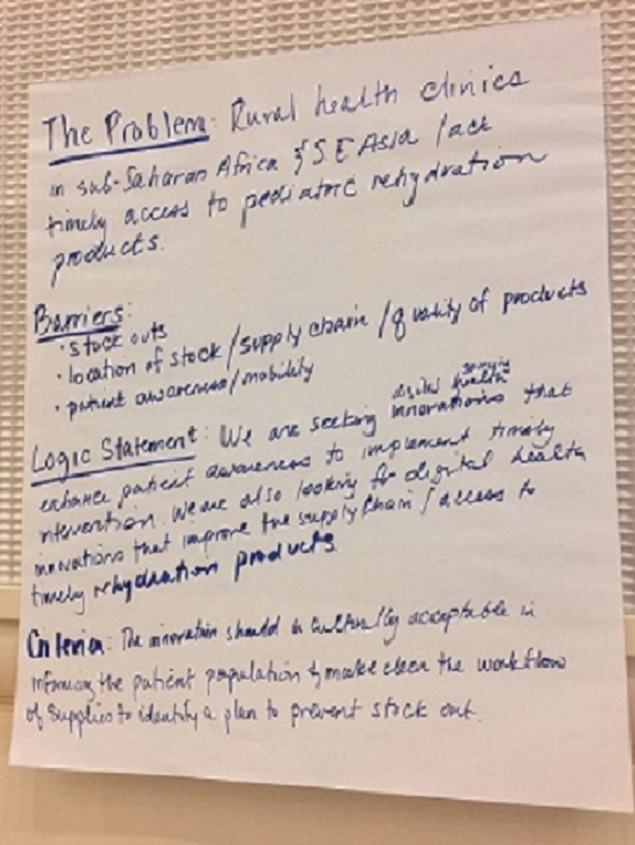 The Problem: Rural health clinics
in sub-Saharan Africa & S.E Asia lack
timely access to pediatric rehydration
products.
Barriers:
• stock outs
• location of stock/supply chain/quality of products
• patient awareness/mobility
digital health
Logic Statement: We are seeking innovations that
enhance patient awareness to implement timely
intervention. We are also looking for digital health
innovations that improve the supply chain/access to
timely rehydration products
Criteria: The innovation should be culturally acceptable in
informing the patient population & make clear the workflow
of supplies to identify a plan to prevent stock out.